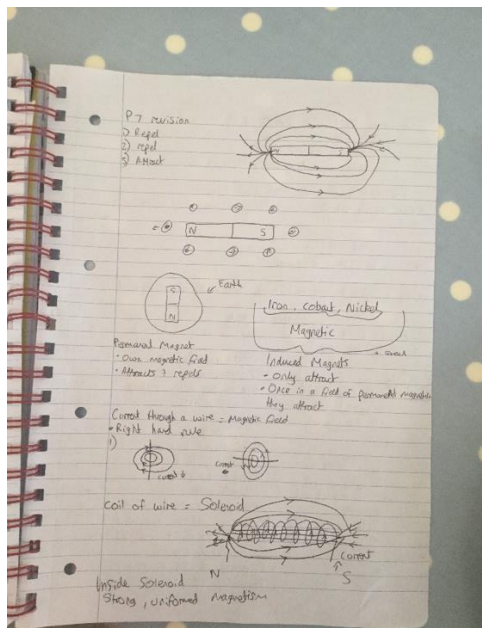 P7 revision
1) Repel
2) repel
3) Attract
N S
Earth
S
N
Iron, Cobalt, Nickel
Magnetic
Permanent Magnet
• Own magnetic field
• Attracts & repels
Induced Magnets
• Only attract
• Once in a field of permanent magnetic
they attract
Current through a wire = Magnetic field
• Right hand rule
1)
current
current
coil of wire = Solenoid
Current
N S
Inside Solenoid
Strong, uniformed magnetism